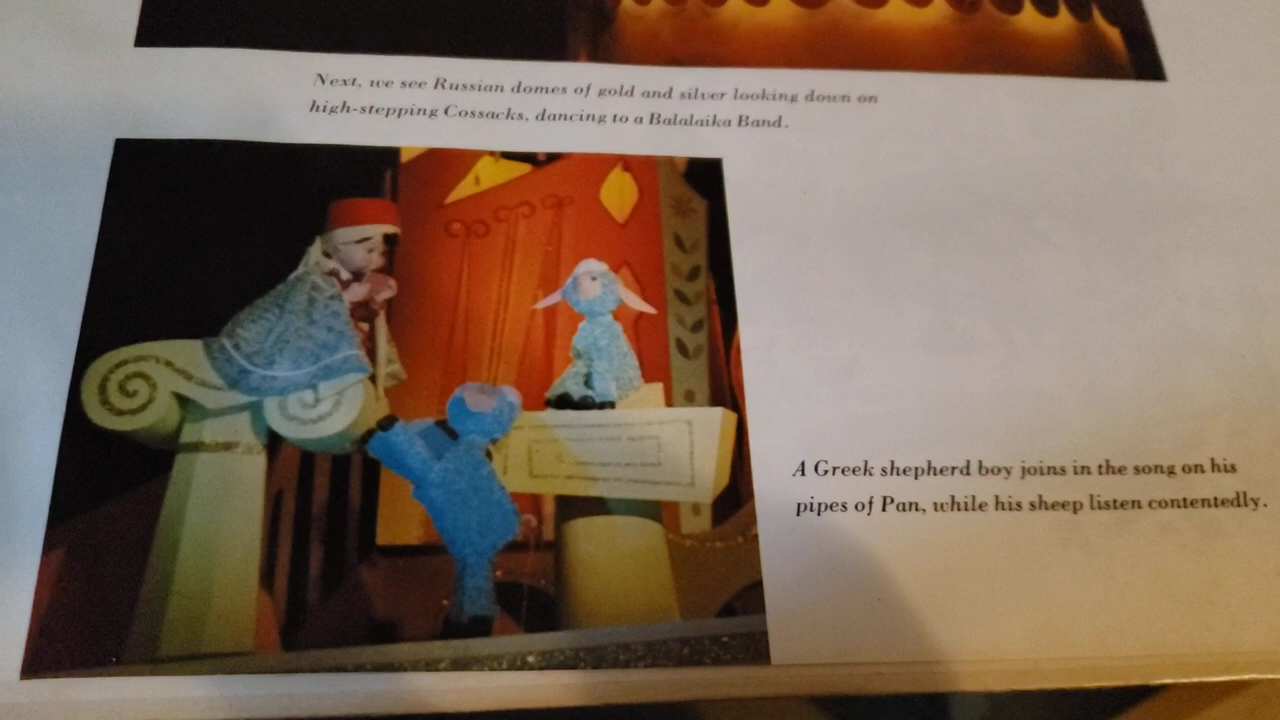 Next, we see Russian domes of gold and silver looking down on
high-stepping Cossacks, dancing to a Balalaika Band.
A Greek shepherd boy joins in the song on his
pipes of Pan, while his sheep listen contentedly.